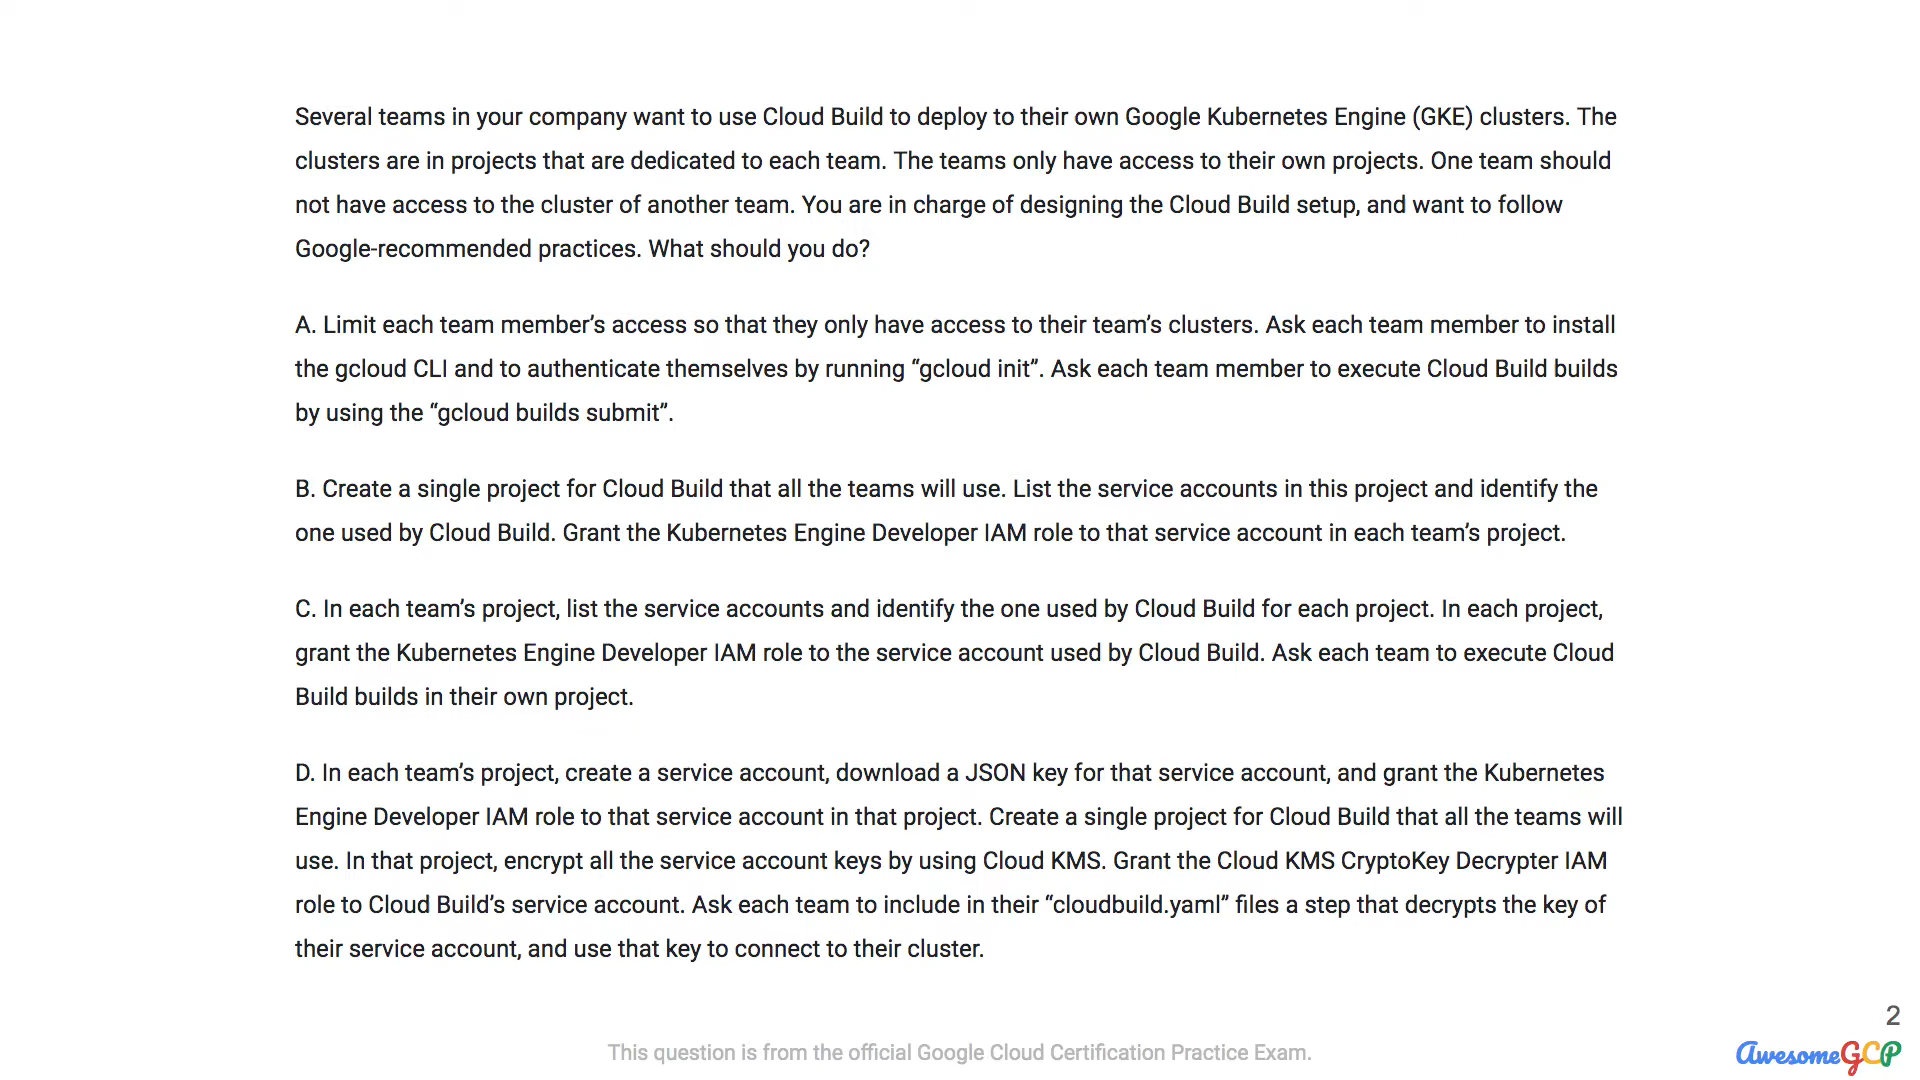 Several teams in your company want to use Cloud Build to deploy to their own Google Kubernetes Engine (GKE) clusters. The
clusters are in projects that are dedicated to each team. The teams only have access to their own projects. One team should
not have access to the cluster of another team. You are in charge of designing the Cloud Build setup, and want to follow
Google-recommended practices. What should you do?
A. Limit each team member’s access so that they only have access to their team’s clusters. Ask each team member to install
the gcloud CLI and to authenticate themselves by running “gcloud init”. Ask each team member to execute Cloud Build builds
by using the “gcloud builds submit”.
B. Create a single project for Cloud Build that all the teams will use. List the service accounts in this project and identify the
one used by Cloud Build. Grant the Kubernetes Engine Developer IAM role to that service account in each team’s project.
C. In each team’s project, list the service accounts and identify the one used by Cloud Build for each project. In each project,
grant the Kubernetes Engine Developer IAM role to the service account used by Cloud Build. Ask each team to execute Cloud
Build builds in their own project.
D. In each team’s project, create a service account, download a JSON key for that service account, and grant the Kubernetes
Engine Developer IAM role to that service account in that project. Create a single project for Cloud Build that all the teams will
use. In that project, encrypt all the service account keys by using Cloud KMS. Grant the Cloud KMS CryptoKey Decrypter IAM
role to Cloud Build’s service account. Ask each team to include in their “cloudbuild.yaml” files a step that decrypts the key of
their service account, and use that key to connect to their cluster.
2
This question is from the official Google Cloud Certification Practice Exam.
AwesomeGCP